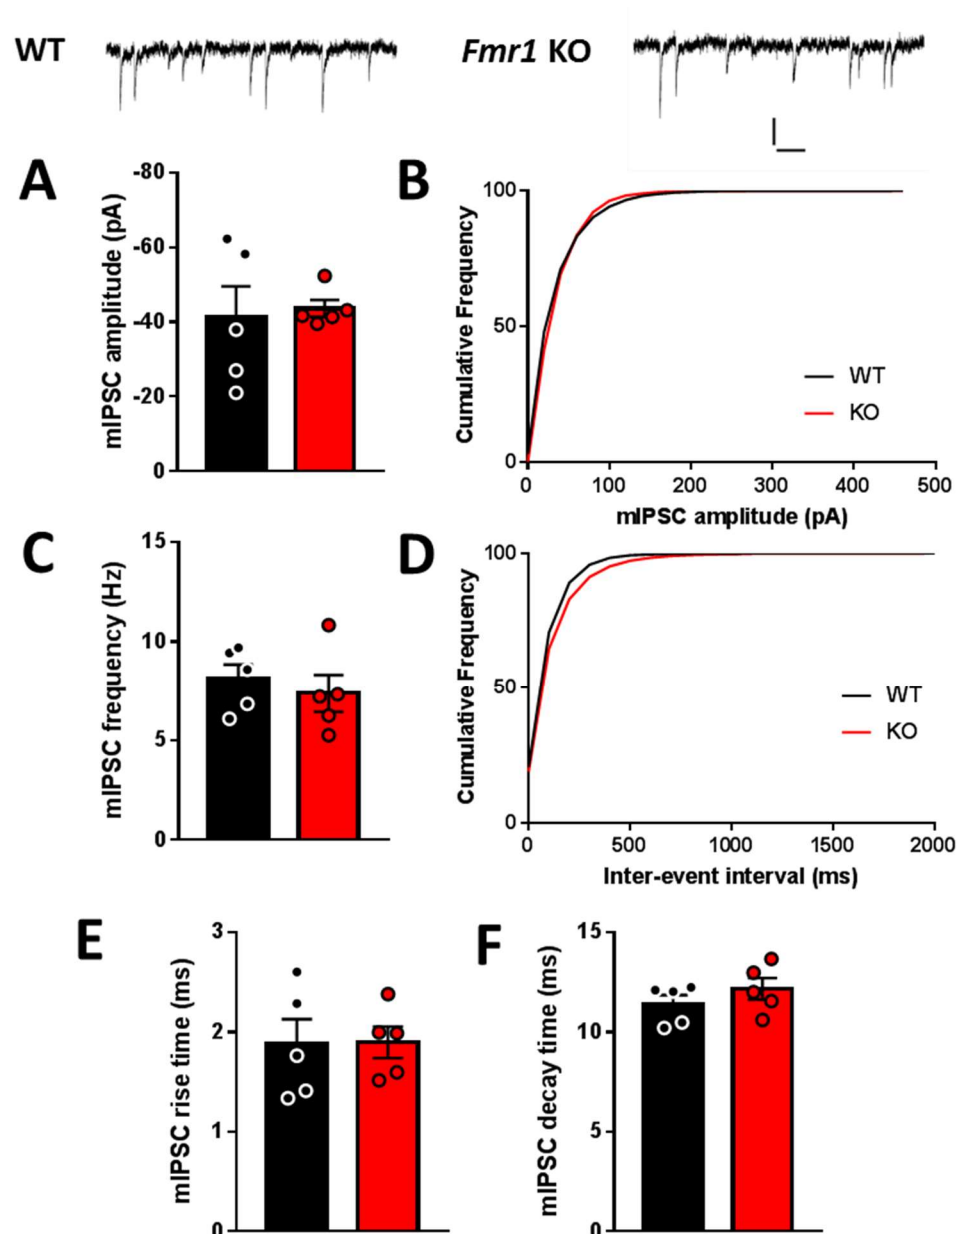 WT
Fmr1 KO
A
mIPSC amplitude (pA)
-80
-60
-40
-20
0
B
Cumulative Frequency
100
50
0
WT
KO
0 100 200 300 400 500
mIPSC amplitude (pA)
C
mIPSC frequency (Hz)
15
10
5
0
D
Cumulative Frequency
100
50
0
WT
KO
0 500 1000 1500 2000
Inter-event interval (ms)
E
mIPSC rise time (ms)
3
2
1
0
F
mIPSC decay time (ms)
15
10
5
0